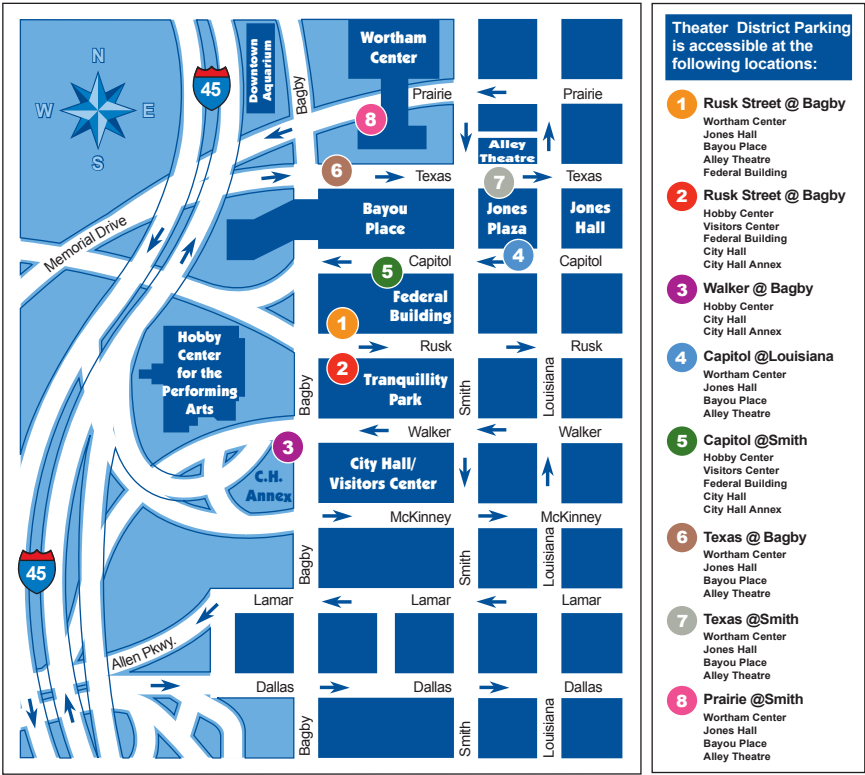 N
W
E
S
45
Downtown
Aquarium
Bagby
Wortham
Center
Prairie
Prairie
8
Alley
Theatre
6
Texas
7
Texas
Memorial Drive
Bayou
Place
Jones
Plaza
Jones
Hall
Capitol
4
Capitol
5
Federal
Building
1
Rusk
Rusk
Hobby
Center
for the
Performing
Arts
2
Tranquillity
Park
Bagby
Smith
Louisiana
Walker
Walker
3
C.H.
Annex
City Hall/
Visitors Center
McKinney
McKinney
45
Bagby
Smith
Louisiana
Lamar
Lamar
Lamar
Allen Pkwy.
Dallas
Dallas
Dallas
Bagby
Smith
Louisiana
Theater District Parking
is accessible at the
following locations:
1 Rusk Street @ Bagby
Wortham Center
Jones Hall
Bayou Place
Alley Theatre
Federal Building
2 Rusk Street @ Bagby
Hobby Center
Visitors Center
Federal Building
City Hall
City Hall Annex
3 Walker @ Bagby
Hobby Center
City Hall
City Hall Annex
4 Capitol @Louisiana
Wortham Center
Jones Hall
Bayou Place
Alley Theatre
5 Capitol @Smith
Hobby Center
Visitors Center
Federal Building
City Hall
City Hall Annex
6 Texas @ Bagby
Wortham Center
Jones Hall
Bayou Place
Alley Theatre
7 Texas @Smith
Wortham Center
Jones Hall
Bayou Place
Alley Theatre
8 Prairie @Smith
Wortham Center
Jones Hall
Bayou Place
Alley Theatre